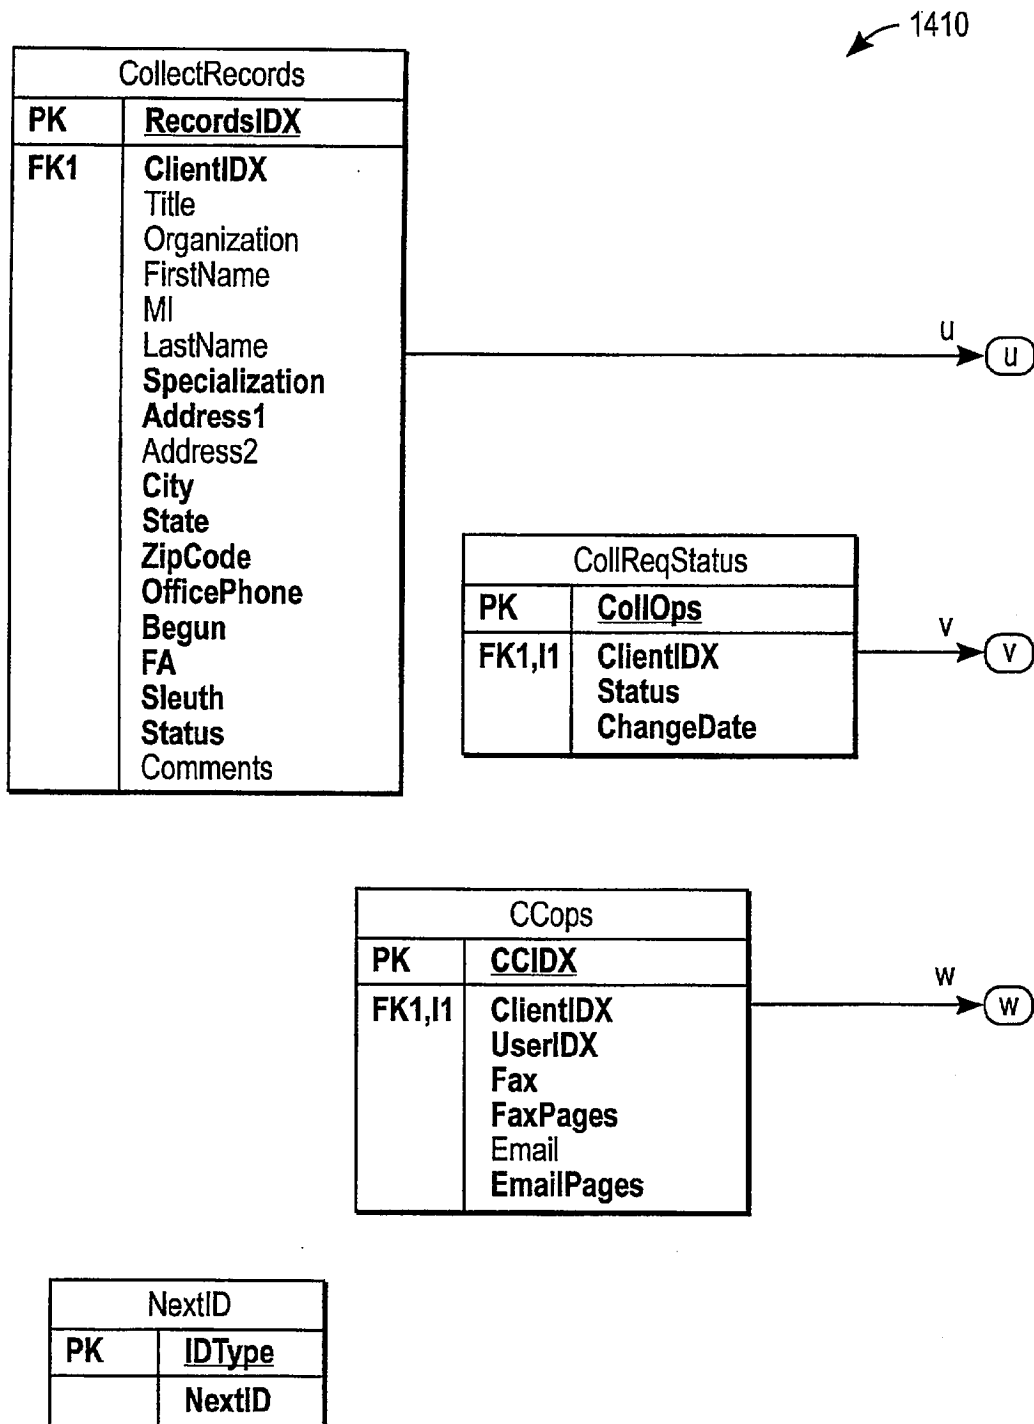 1410
CollectRecords
PK RecordsIDX
FK1 ClientIDX
Title
Organization
FirstName
MI
LastName
Specialization
Address1
Address2
City
State
ZipCode
OfficePhone
Begun
FA
Sleuth
Status
Comments
u
u
CollReqStatus
PK CollOps
FK1,I1 ClientIDX
Status
ChangeDate
v
v
CCops
PK CCIDX
FK1,I1 ClientIDX
UserIDX
Fax
FaxPages
Email
EmailPages
w
w
NextID
PK IDType
NextID